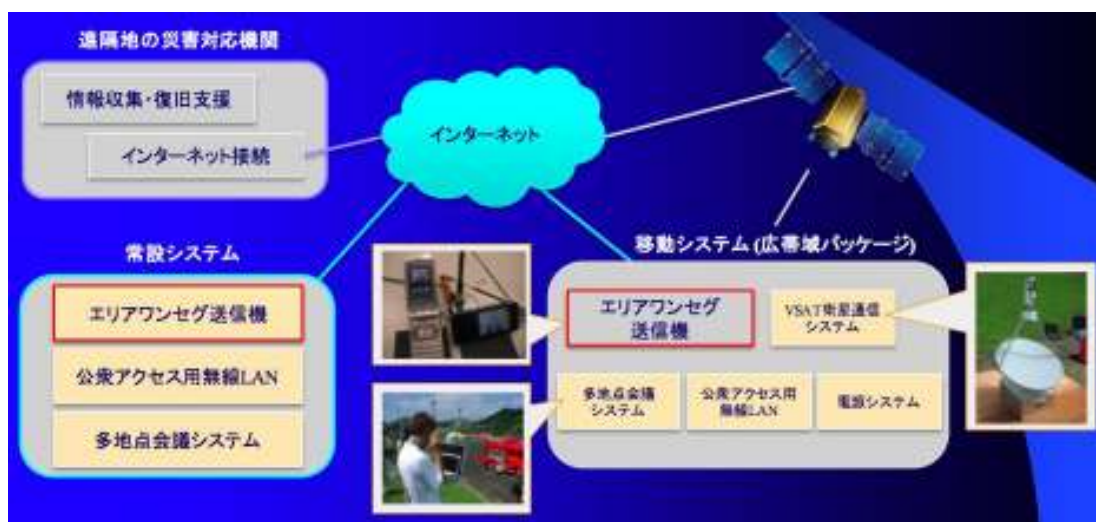 遠隔地の災害対応機関
情報収集・復旧支援
インターネット接続
インターネット
常設システム
エリアワンセグ送信機
公衆アクセス用無線LAN
多地点会議システム
移動システム (広帯域パッケージ)
エリアワンセグ
送信機
VSAT衛星通信
システム
多地点会議
システム
公衆アクセス用
無線LAN
電源システム